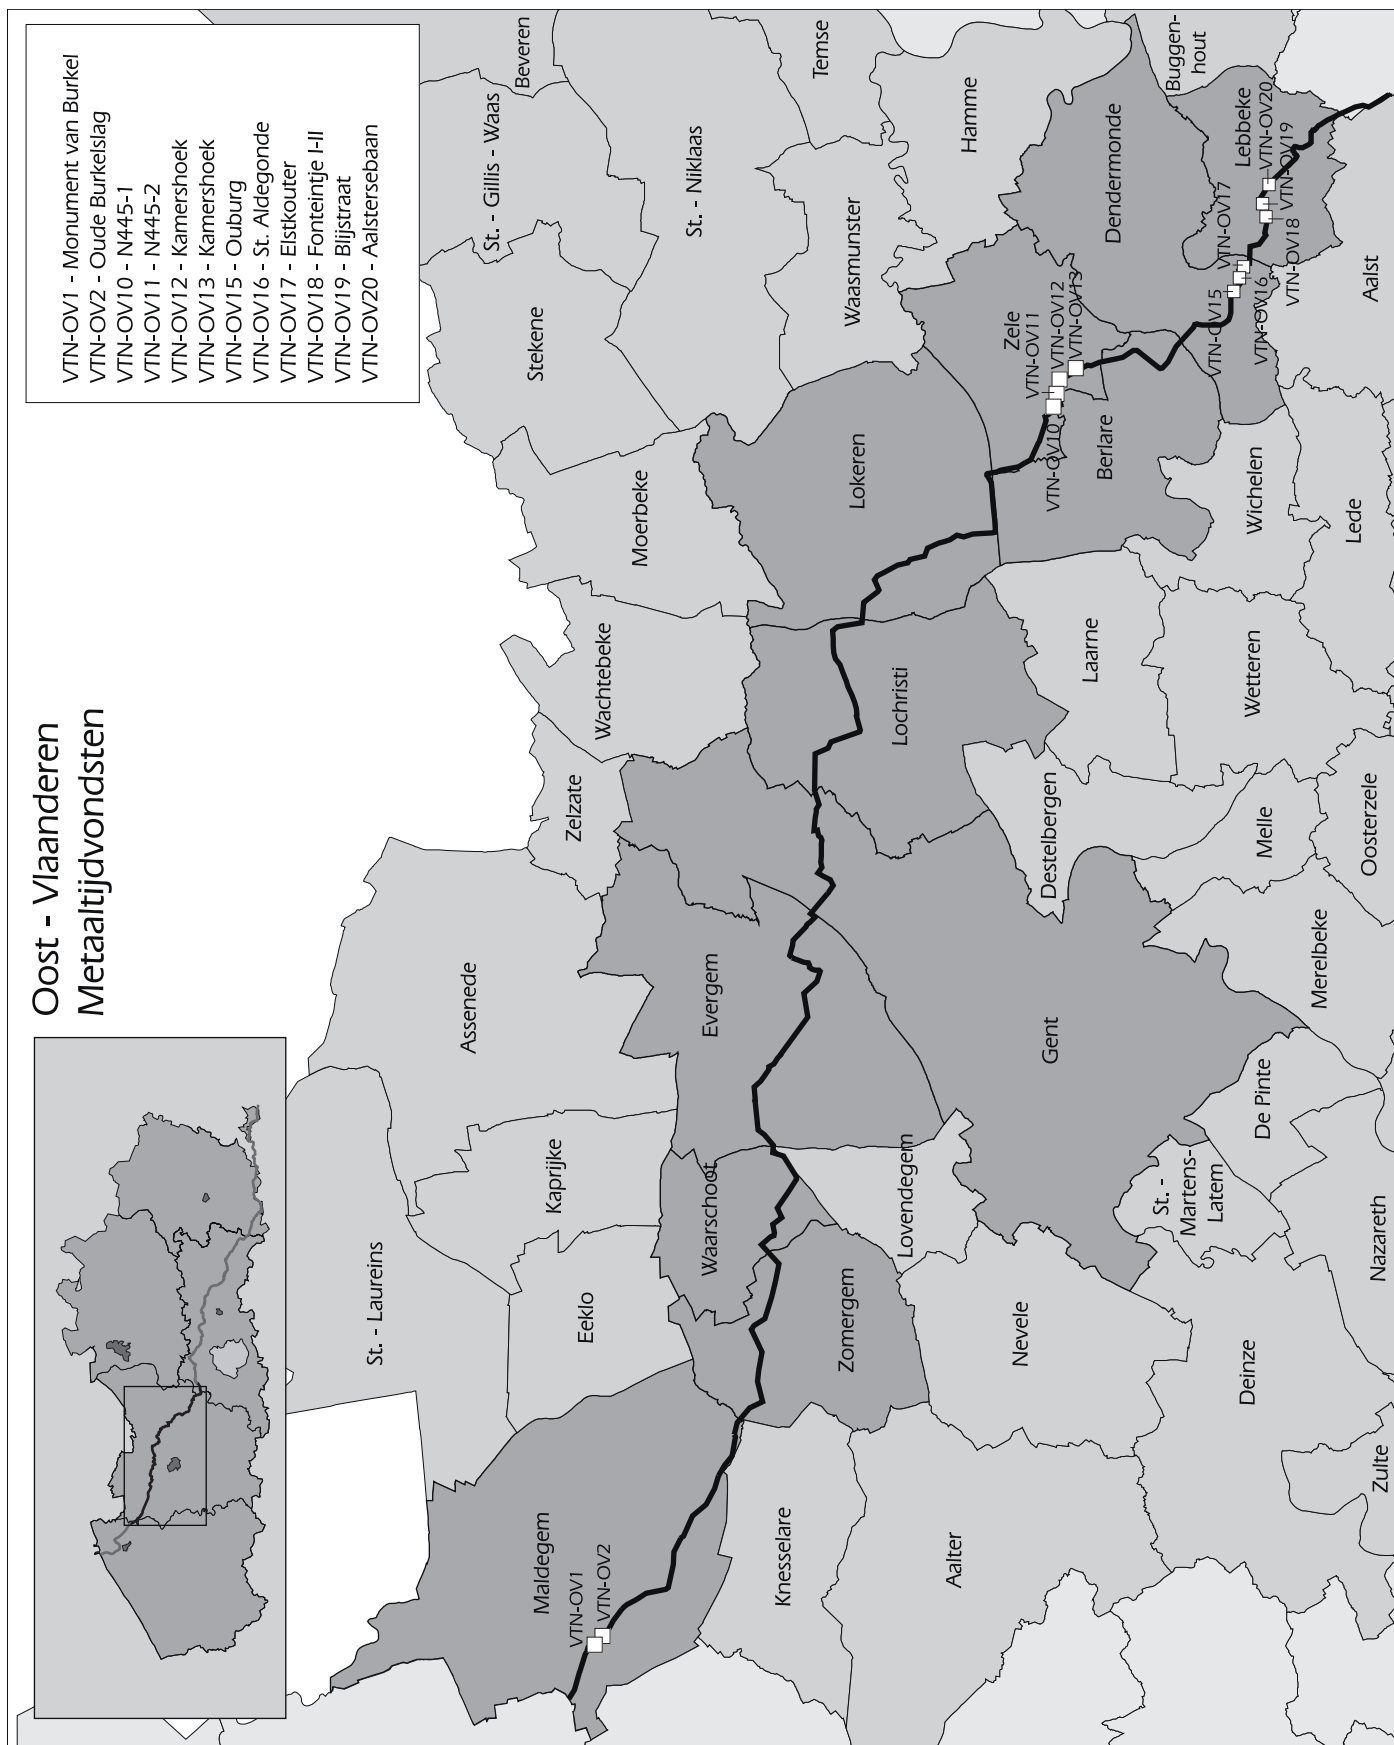 Oost - Vlaanderen
Metaaltijdvondsten
VTN-OV1 - Monument van Burkel
VTN-OV2 - Oude Burkelslag
VTN-OV10 - N445-1
VTN-OV11 - N445-2
VTN-OV12 - Kamershoek
VTN-OV13 - Kamershoek
VTN-OV15 - Ouburg
VTN-OV16 - St. Aldegonde
VTN-OV17 - Elstkouter
VTN-OV18 - Fonteintje I-II
VTN-OV19 - Blijstraat
VTN-OV20 - Aalstersebaan
St. - Laureins
Assenede
Kaprijke
Eeklo
Zelzate
Wachtebeke
Moerbeke
Stekene
St. - Gillis - Waas
Beveren
St. - Niklaas
Temse
Maldegem
VTN-OV1
VTN-OV2
Waarschoot
Evergem
Lochristi
Lokeren
Waasmunster
Hamme
Knesselare
Zomergem
Lovendegem
Aalter
Nevele
Gent
Destelbergen
Laarne
Zele
VTN-OV11
VTN-OV12
VTN-OV13
VTN-OV10
Berlare
Dendermonde
Buggen-
hout
Lebbeke
VTN-OV20
VTN-OV19
VTN-OV17
VTN-OV18
VTN-OV15
VTN-OV16
St. -
Martens-
Latem
De Pinte
Melle
Wetteren
Wichelen
Deinze
Merelbeke
Lede
Aalst
Zulte
Nazareth
Oosterzele